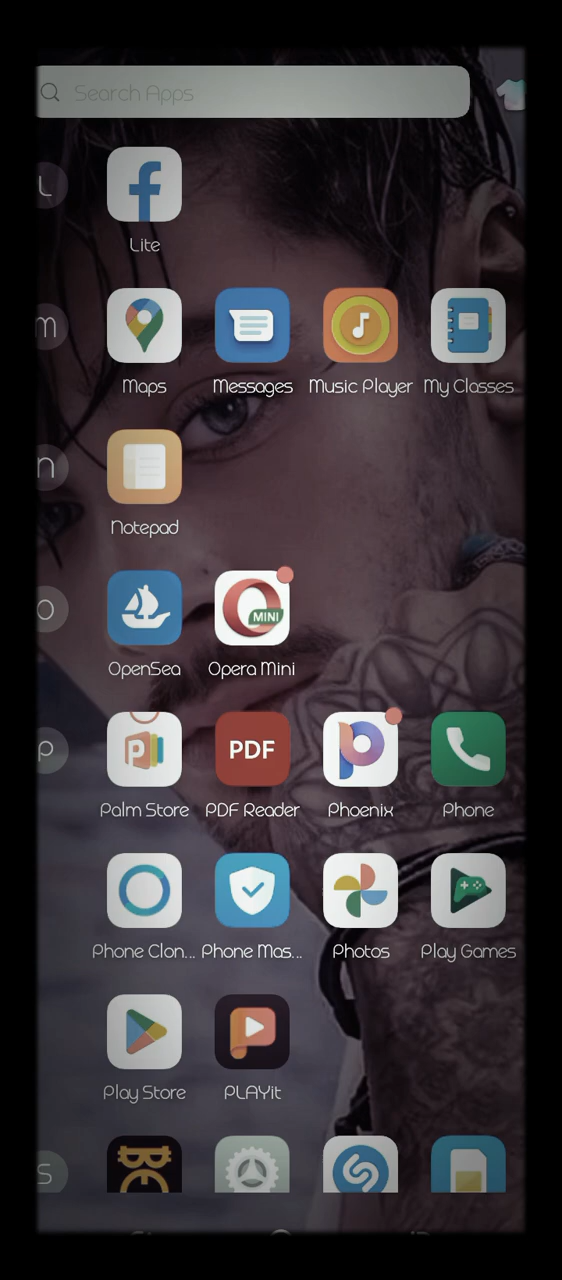 Search Apps
L
Lite
m
MINI
Maps Messages Music Player My Classes
n
Notepad
O
OpenSea Opera Mini
P
PDF
Palm Store PDF Reader Phoenix Phone
Phone Clon... Phone Mas... Photos Play Games
Play Store PLAYit
S